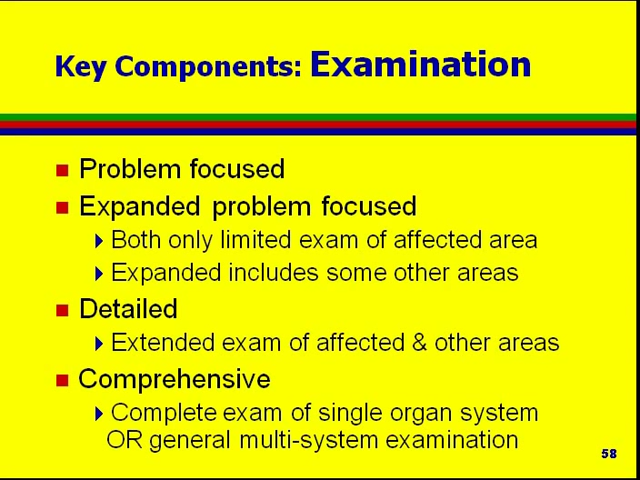 Key Components: Examination
Problem focused
Expanded problem focused
Both only limited exam of affected area
Expanded includes some other areas
Detailed
Extended exam of affected & other areas
Comprehensive
Complete exam of single organ system
OR general multi-system examination
58